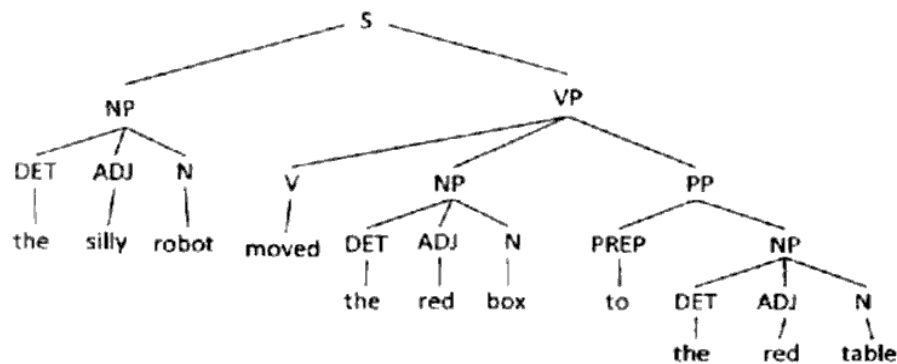 S
NP VP
DET ADJ N V NP PP
the silly robot moved DET ADJ N PREP NP
the red box to DET ADJ N
the red table